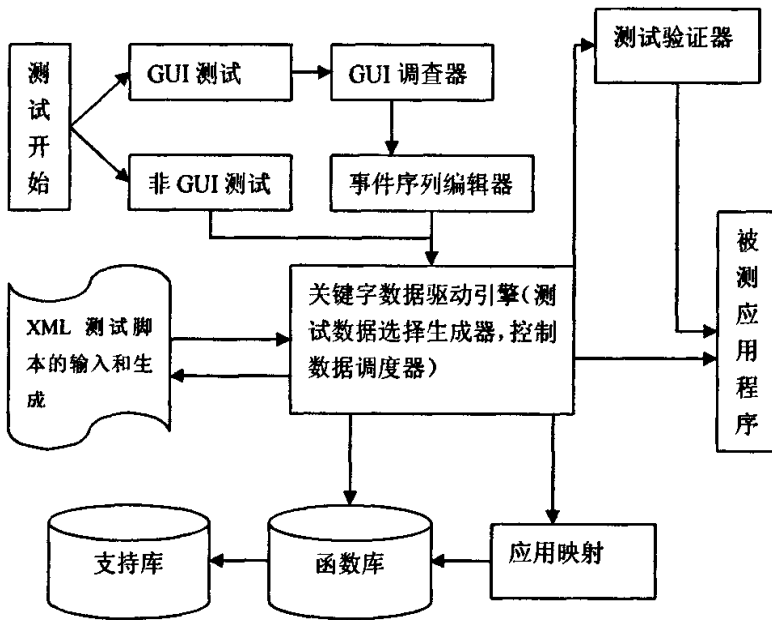 测试开始
GUI 测试
GUI 调查器
测试验证器
非 GUI 测试
事件序列编辑器
被测应用程序
XML 测试脚
本的输入和生
成
关键字数据驱动引擎（测
试数据选择生成器，控制
数据调度器）
支持库
函数库
应用映射